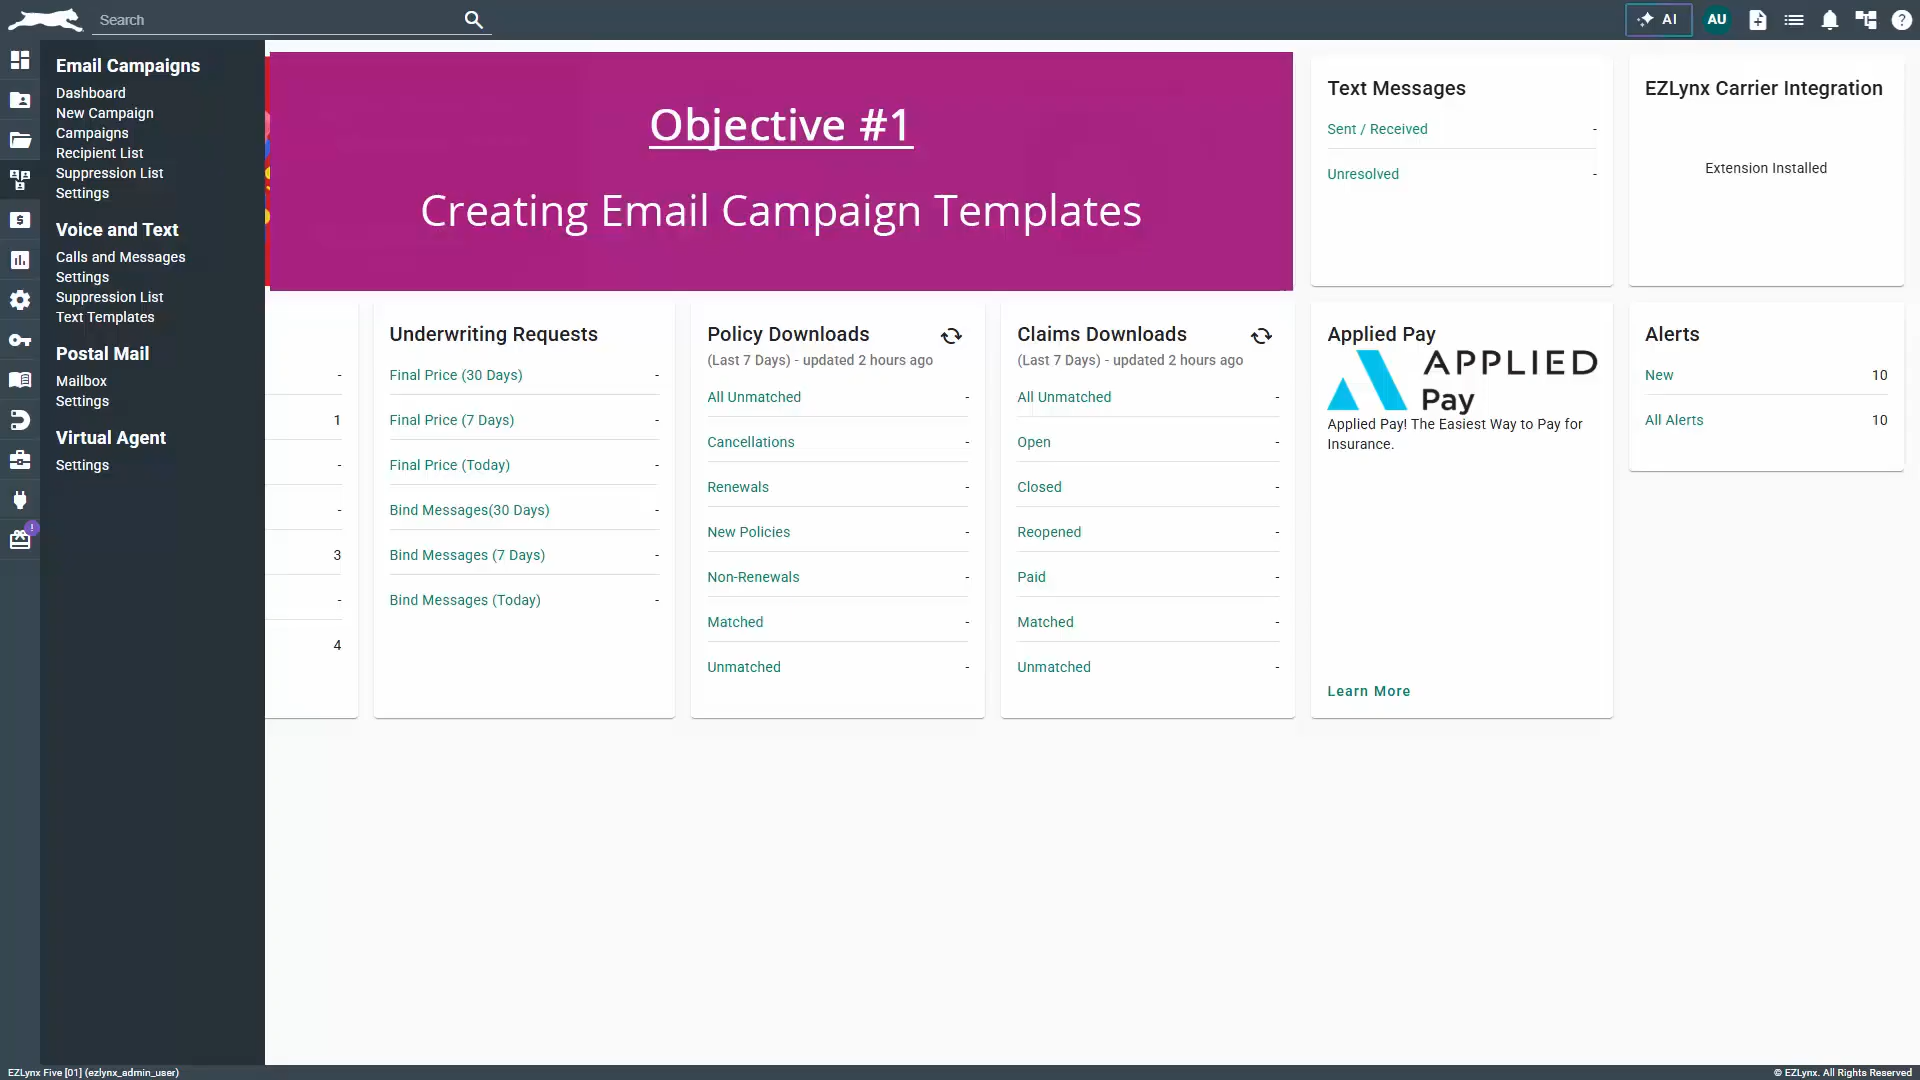 Search
AI
AU
Email Campaigns
Dashboard
New Campaign
Campaigns
Recipient List
Suppression List
Settings
Voice and Text
Calls and Messages
Settings
Suppression List
Text Templates
Postal Mail
Mailbox
Settings
Virtual Agent
Settings
Objective #1
Creating Email Campaign Templates
Text Messages
Sent / Received -
Unresolved -
EZLynx Carrier Integration
Extension Installed
-
1
-
-
3
-
4
Underwriting Requests
Final Price (30 Days) -
Final Price (7 Days) -
Final Price (Today) -
Bind Messages(30 Days) -
Bind Messages (7 Days) -
Bind Messages (Today) -
Policy Downloads
(Last 7 Days) - updated 2 hours ago
All Unmatched -
Cancellations -
Renewals -
New Policies -
Non-Renewals -
Matched -
Unmatched -
Claims Downloads
(Last 7 Days) - updated 2 hours ago
All Unmatched -
Open -
Closed -
Reopened -
Paid -
Matched -
Unmatched -
Applied Pay
APPLIED
Pay
Applied Pay! The Easiest Way to Pay for
Insurance.
Learn More
Alerts
New 10
All Alerts 10
EZLynx Five [01] (ezlynx_admin_user)
© EZLynx. All Rights Reserved